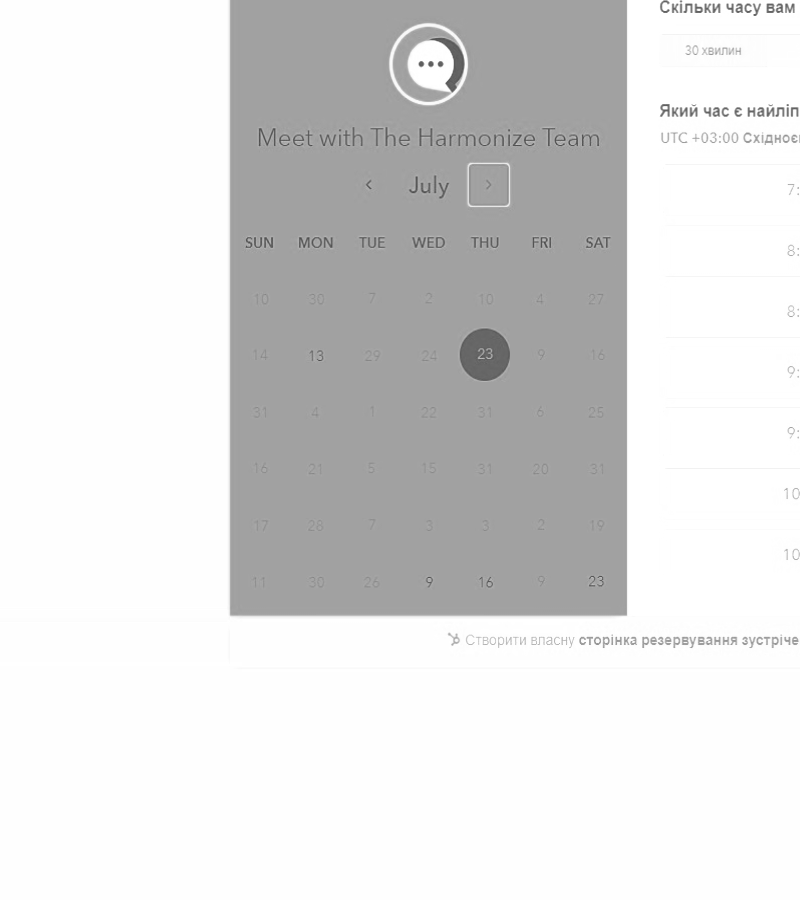 Скільки часу вам
30 хвилин
Meet with The Harmonize Team
July
Який час є найліп
UTC +03:00 Східноє
SUN MON TUE WED THU FRI SAT
10 30 7 2 10 4 27
14 13 29 24 23 9 16
31 4 1 22 31 6 25
16 21 5 15 31 20 31
17 28 7 3 3 2 19
11 30 26 9 16 9 23
7:
8:
8:
9:
9:
10
10
Створити власну сторінка резервування зустріче